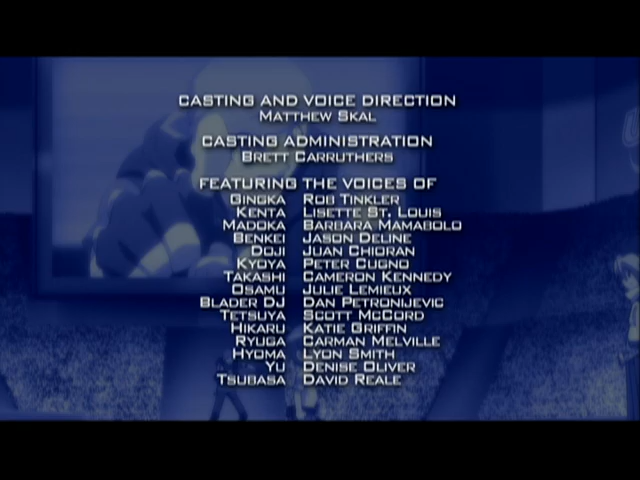 CASTING AND VOICE DIRECTION
MATTHEW SKAL
CASTING ADMINISTRATION
BRETT CARRUTHERS
FEATURING THE VOICES OF
GINGKA ROB TINKLER
KENTA LISETTE ST. LOUIS
MADOKA BARBARA MAMABOLO
BENKEI JASON DELINE
DOJI JUAN CHIORAN
KYOYA PETER CUGNO
TAKASHI CAMERON KENNEDY
OSAMU JULIE LEMIEUX
BLADER DJ DAN PETRONIJEVIC
TETSUYA SCOTT MCCORD
HIKARU KATIE GRIFFIN
RYUGA CARMAN MELVILLE
HYOMA LYON SMITH
YU DENISE OLIVER
TSUBASA DAVID REALE